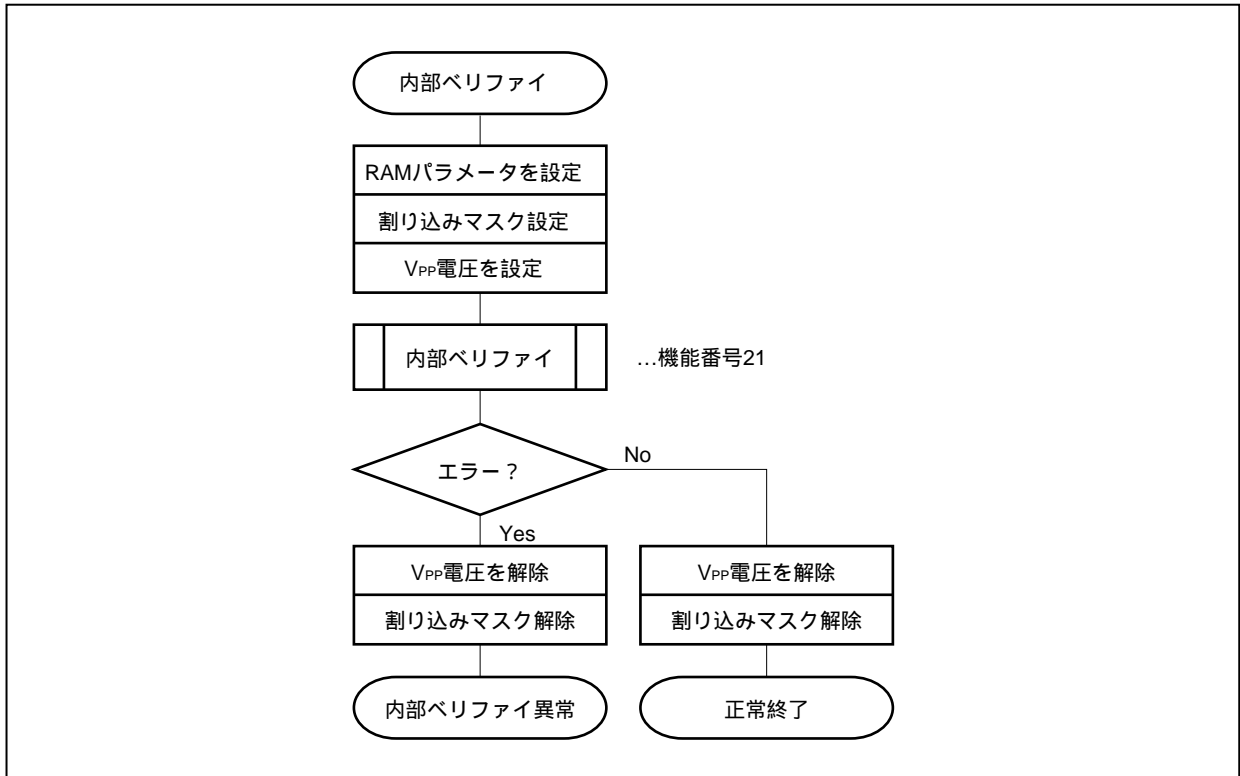 内部ベリファイ
RAMパラメータを設定
割り込みマスク設定
VPP電圧を設定
内部ベリファイ
…機能番号21
エラー？
No
Yes
VPP電圧を解除
VPP電圧を解除
割り込みマスク解除
割り込みマスク解除
内部ベリファイ異常
正常終了